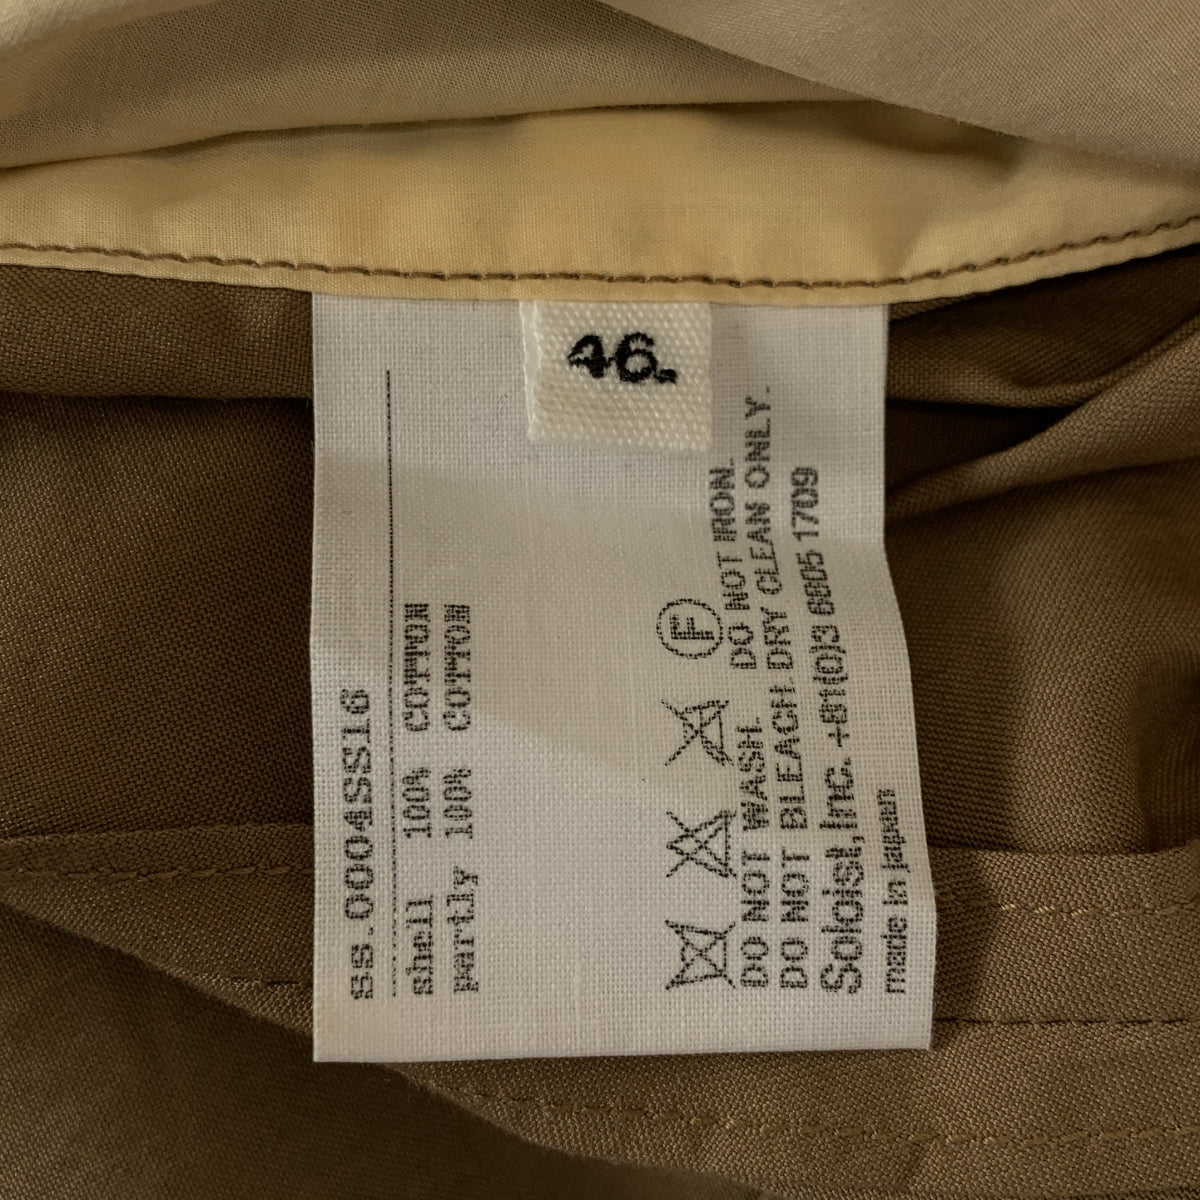 46.
ss.0004SS16
shell 100% COTTON
partly 100% COTTON
F
DO NOT WASH. DO NOT IRON.
DO NOT BLEACH. DRY CLEAN ONLY.
Soloist,Inc. +81(0)3 6805 1709
made in japan